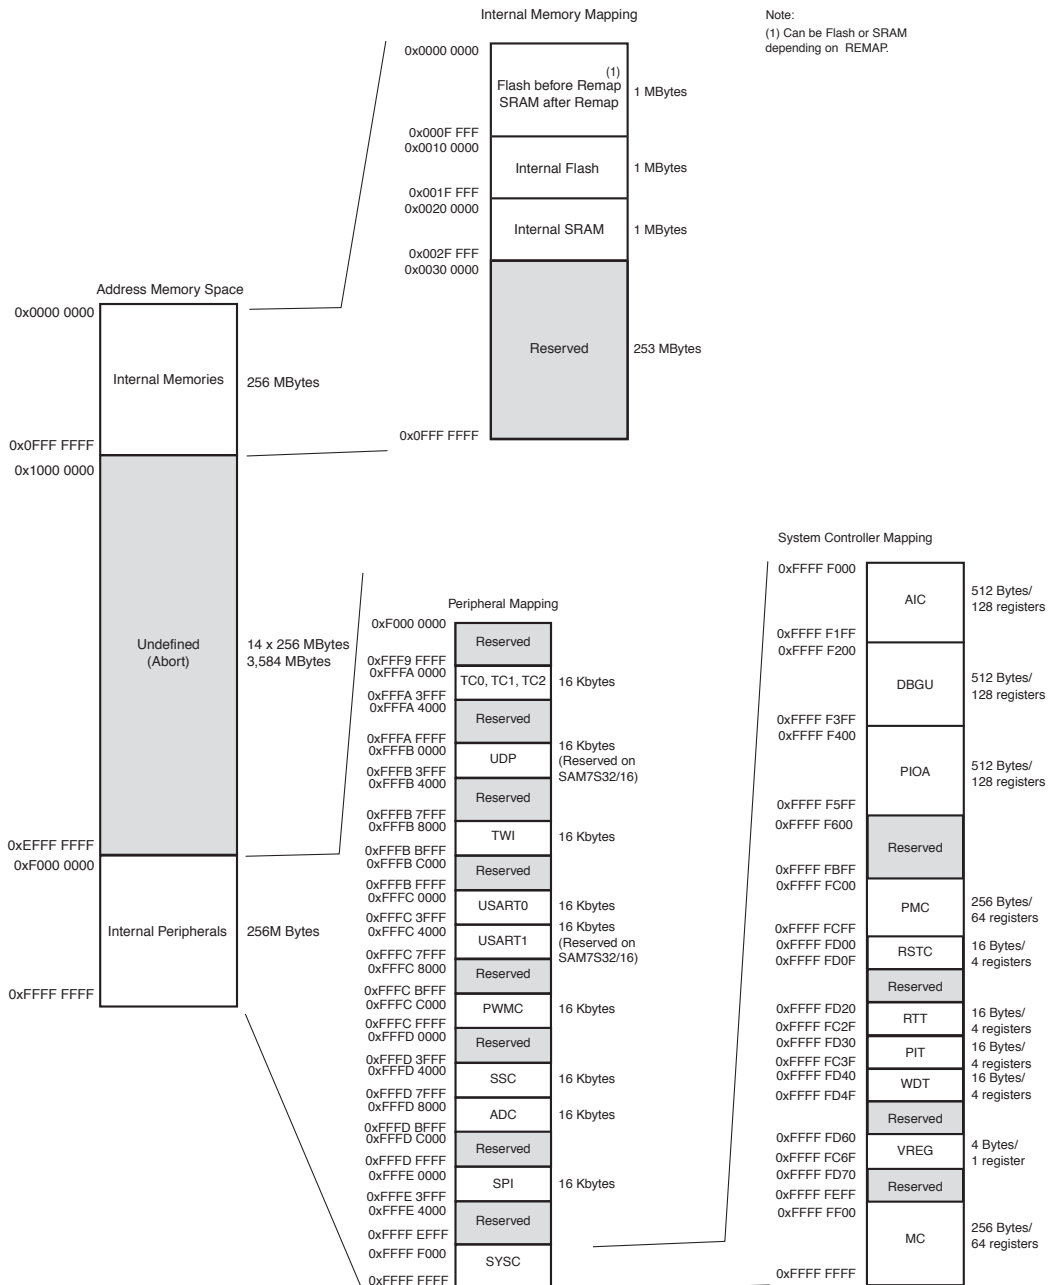 Internal Memory Mapping
Note:
(1) Can be Flash or SRAM
depending on REMAP.
0x0000 0000
(1)
Flash before Remap
SRAM after Remap
1 MBytes
0x000F FFF
0x0010 0000
Internal Flash
1 MBytes
0x001F FFF
0x0020 0000
Internal SRAM
1 MBytes
0x002F FFF
0x0030 0000
Reserved
253 MBytes
0x0FFF FFFF
Address Memory Space
0x0000 0000
Internal Memories
256 MBytes
0x0FFF FFFF
0x1000 0000
Undefined
(Abort)
14 x 256 MBytes
3,584 MBytes
0xEFFF FFFF
0xF000 0000
Internal Peripherals
256M Bytes
0xFFFF FFFF
Peripheral Mapping
0xF000 0000
Reserved
0xFFF9 FFFF
0xFFFA 0000
TC0, TC1, TC2
16 Kbytes
0xFFFA 3FFF
0xFFFA 4000
Reserved
0xFFFA FFFF
0xFFFB 0000
UDP
16 Kbytes
(Reserved on
SAM7S32/16)
0xFFFB 3FFF
0xFFFB 4000
Reserved
0xFFFB 7FFF
0xFFFB 8000
TWI
16 Kbytes
0xFFFB BFFF
0xFFFB C000
Reserved
0xFFFB FFFF
0xFFFC 0000
USART0
16 Kbytes
0xFFFC 3FFF
0xFFFC 4000
USART1
16 Kbytes
(Reserved on
SAM7S32/16)
0xFFFC 7FFF
0xFFFC 8000
Reserved
0xFFFC BFFF
0xFFFC C000
PWMC
16 Kbytes
0xFFFC FFFF
0xFFFD 0000
Reserved
0xFFFD 3FFF
0xFFFD 4000
SSC
16 Kbytes
0xFFFD 7FFF
0xFFFD 8000
ADC
16 Kbytes
0xFFFD BFFF
0xFFFD C000
Reserved
0xFFFD FFFF
0xFFFE 0000
SPI
16 Kbytes
0xFFFE 3FFF
0xFFFE 4000
Reserved
0xFFFF EFFF
0xFFFF F000
SYSC
0xFFFF FFFF
System Controller Mapping
0xFFFF F000
AIC
512 Bytes/
128 registers
0xFFFF F1FF
0xFFFF F200
DBGU
512 Bytes/
128 registers
0xFFFF F3FF
0xFFFF F400
PIOA
512 Bytes/
128 registers
0xFFFF F5FF
0xFFFF F600
Reserved
0xFFFF FBFF
0xFFFF FC00
PMC
256 Bytes/
64 registers
0xFFFF FCFF
0xFFFF FD00
RSTC
16 Bytes/
4 registers
0xFFFF FD0F
Reserved
0xFFFF FD20
RTT
16 Bytes/
4 registers
0xFFFF FC2F
0xFFFF FD30
PIT
16 Bytes/
4 registers
0xFFFF FC3F
0xFFFF FD40
WDT
16 Bytes/
4 registers
0xFFFF FD4F
Reserved
0xFFFF FD60
VREG
4 Bytes/
1 register
0xFFFF FC6F
0xFFFF FD70
Reserved
0xFFFF FEFF
0xFFFF FF00
MC
256 Bytes/
64 registers
0xFFFF FFFF